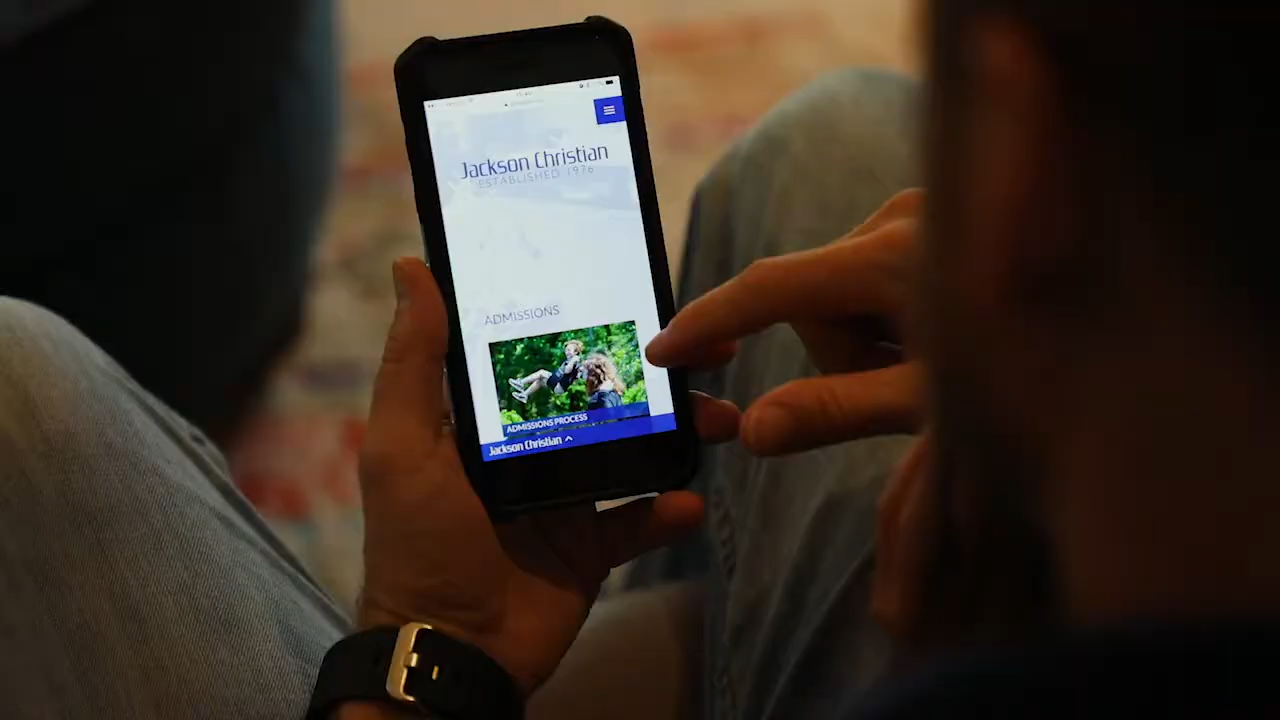 Jackson Christian
ESTABLISHED 1976
ADMISSIONS
ADMISSIONS PROCESS
Jackson Christian